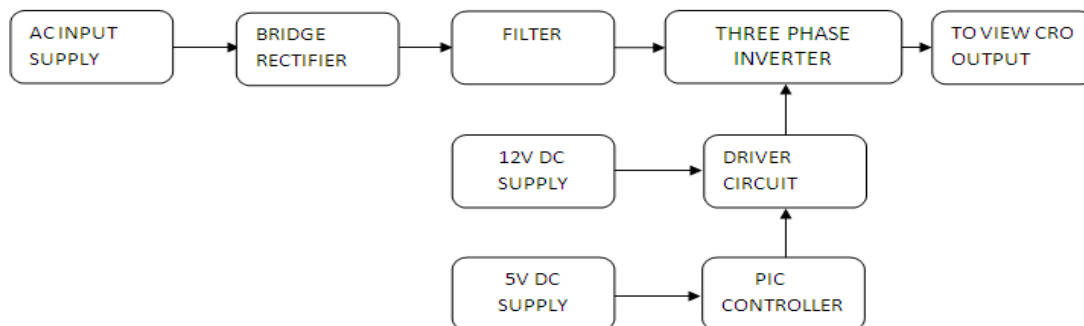 AC INPUT
SUPPLY
BRIDGE
RECTIFIER
FILTER
THREE PHASE
INVERTER
TO VIEW CRO
OUTPUT
12V DC
SUPPLY
DRIVER
CIRCUIT
5V DC
SUPPLY
PIC
CONTROLLER